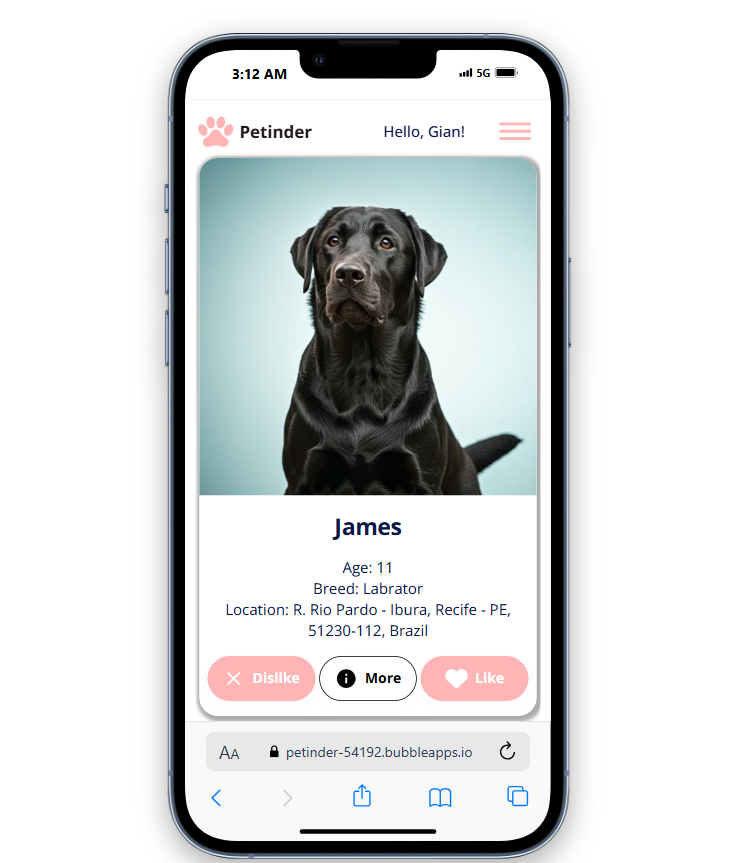 3:12 AM 5G
Petinder Hello, Gian!
James
Age: 11
Breed: Labrator
Location: R. Rio Pardo - Ibura, Recife - PE,
51230-112, Brazil
Dislike More Like
AA petinder-54192.bubbleapps.io